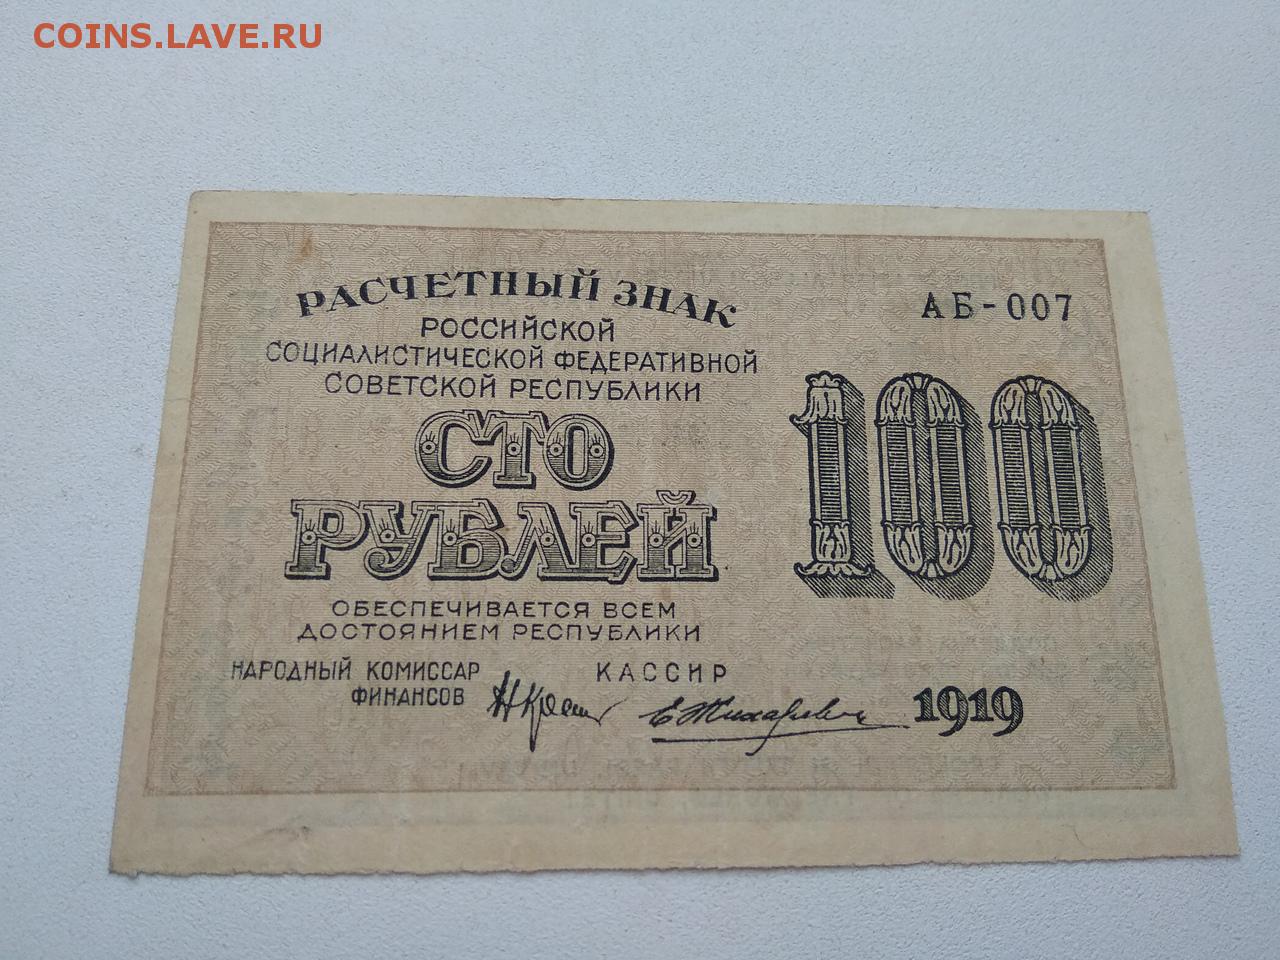 COINS.LAVE.RU
РАСЧЕТНЫЙ ЗНАК
РОССИЙСКОЙ
СОЦИАЛИСТИЧЕСКОЙ ФЕДЕРАТИВНОЙ
СОВЕТСКОЙ РЕСПУБЛИКИ
СТО
РУБЛЕЙ
ОБЕСПЕЧИВАЕТСЯ ВСЕМ
ДОСТОЯНИЕМ РЕСПУБЛИКИ
НАРОДНЫЙ КОМИССАР
ФИНАНСОВ
КАССИР
АБ-007
100
1919